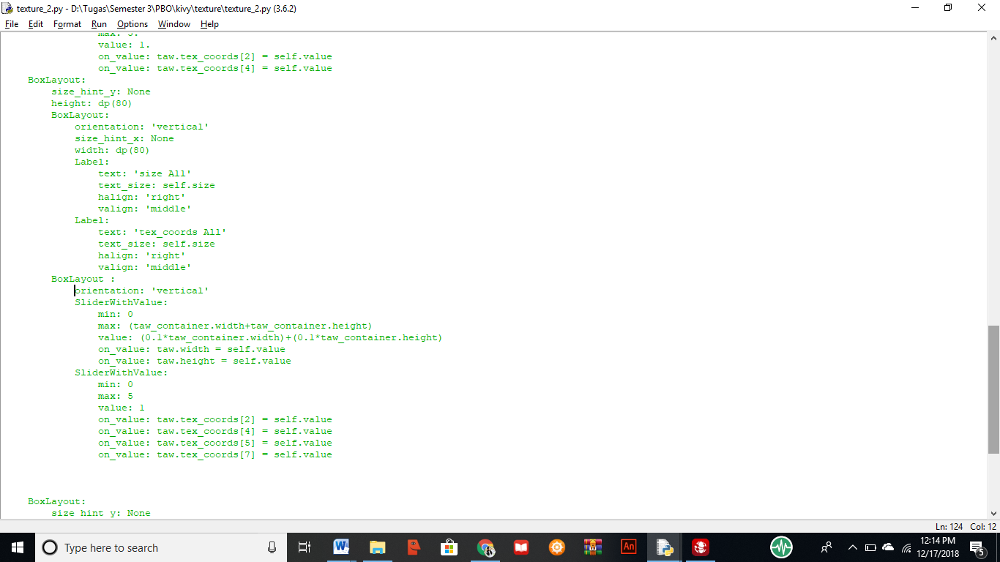 texture_2.py - D:\Tugas\Semester 3\PBO\kivy\texture\texture_2.py (3.6.2)
File Edit Format Run Options Window Help
max: 5.
value: 1.
on_value: taw.tex_coords[2] = self.value
on_value: taw.tex_coords[4] = self.value
BoxLayout:
size_hint_y: None
height: dp(80)
BoxLayout:
orientation: 'vertical'
size_hint_x: None
width: dp(80)
Label:
text: 'size All'
text_size: self.size
halign: 'right'
valign: 'middle'
Label:
text: 'tex_coords All'
text_size: self.size
halign: 'right'
valign: 'middle'
BoxLayout :
orientation: 'vertical'
SliderWithValue:
min: 0
max: (taw_container.width+taw_container.height)
value: (0.1*taw_container.width)+(0.1*taw_container.height)
on_value: taw.width = self.value
on_value: taw.height = self.value
SliderWithValue:
min: 0
max: 5
value: 1
on_value: taw.tex_coords[2] = self.value
on_value: taw.tex_coords[4] = self.value
on_value: taw.tex_coords[5] = self.value
on_value: taw.tex_coords[7] = self.value
BoxLayout:
size_hint_y: None
Ln: 124 Col: 12
Type here to search
W
An
12:14 PM
12/17/2018
5